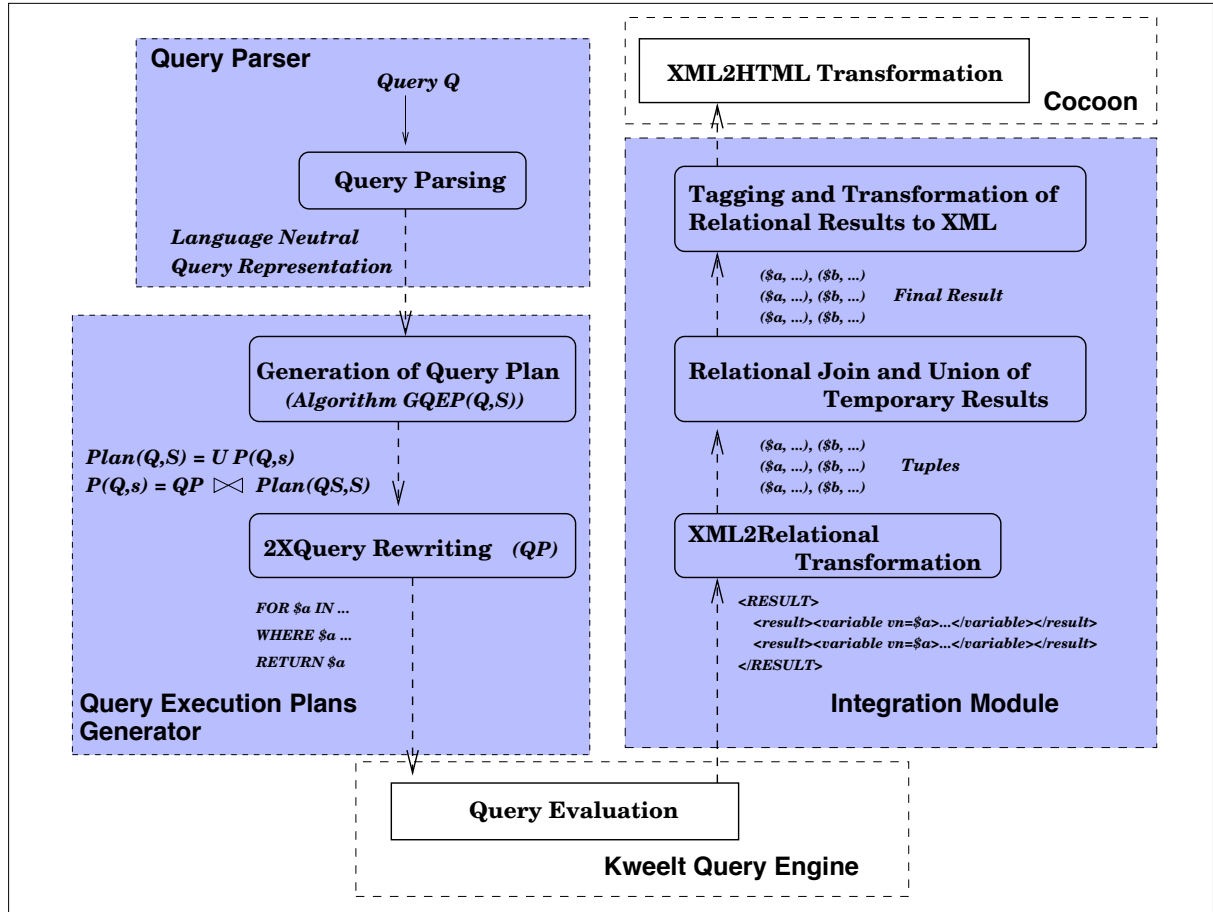 Query Parser
Query Q
Query Parsing
Language Neutral
Query Representation
Generation of Query Plan
(Algorithm GQEP(Q,S))
Plan(Q,S) = U P(Q,s)
P(Q,s) = QP ⋈ Plan(QS,S)
2XQuery Rewriting (QP)
FOR $a IN ...
WHERE $a ...
RETURN $a
Query Execution Plans
Generator
Query Evaluation
Kweelt Query Engine
XML2HTML Transformation
Cocoon
Tagging and Transformation of
Relational Results to XML
($a, ...), ($b, ...)
($a, ...), ($b, ...) Final Result
($a, ...), ($b, ...)
Relational Join and Union of
Temporary Results
($a, ...), ($b, ...)
($a, ...), ($b, ...) Tuples
($a, ...), ($b, ...)
XML2Relational
Transformation
<RESULT>
<result><variable vn=$a>...</variable></result>
<result><variable vn=$a>...</variable></result>
</RESULT>
Integration Module